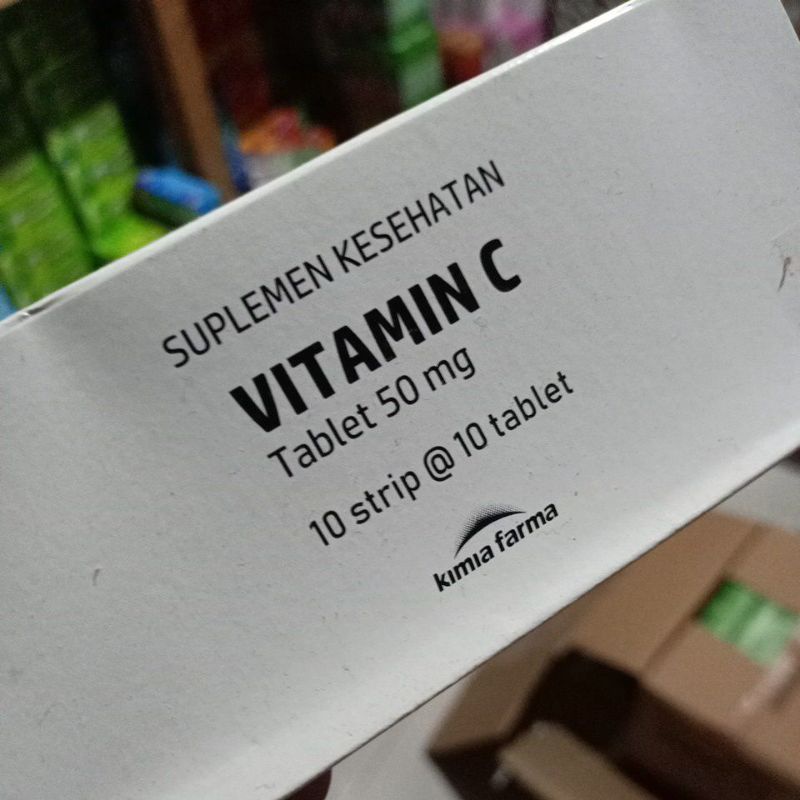 SUPLEMEN KESEHATAN
VITAMIN C
Tablet 50 mg
10 strip @ 10 tablet
kimia farma